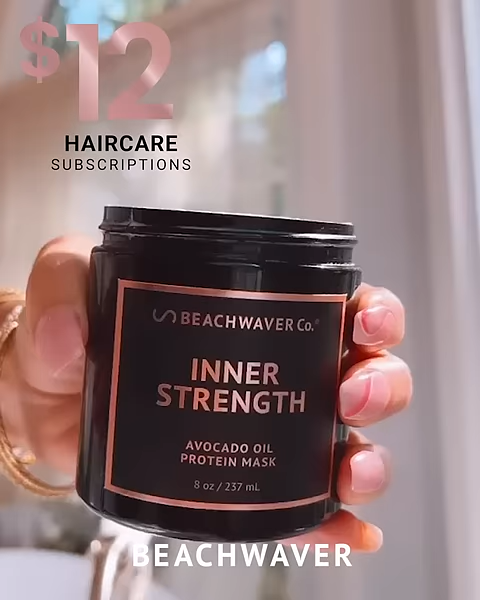 $12
HAIRCARE
SUBSCRIPTIONS
BEACHWAVER Co.®
INNER
STRENGTH
AVOCADO OIL
PROTEIN MASK
8 oz / 237 mL
BEACHWAVER